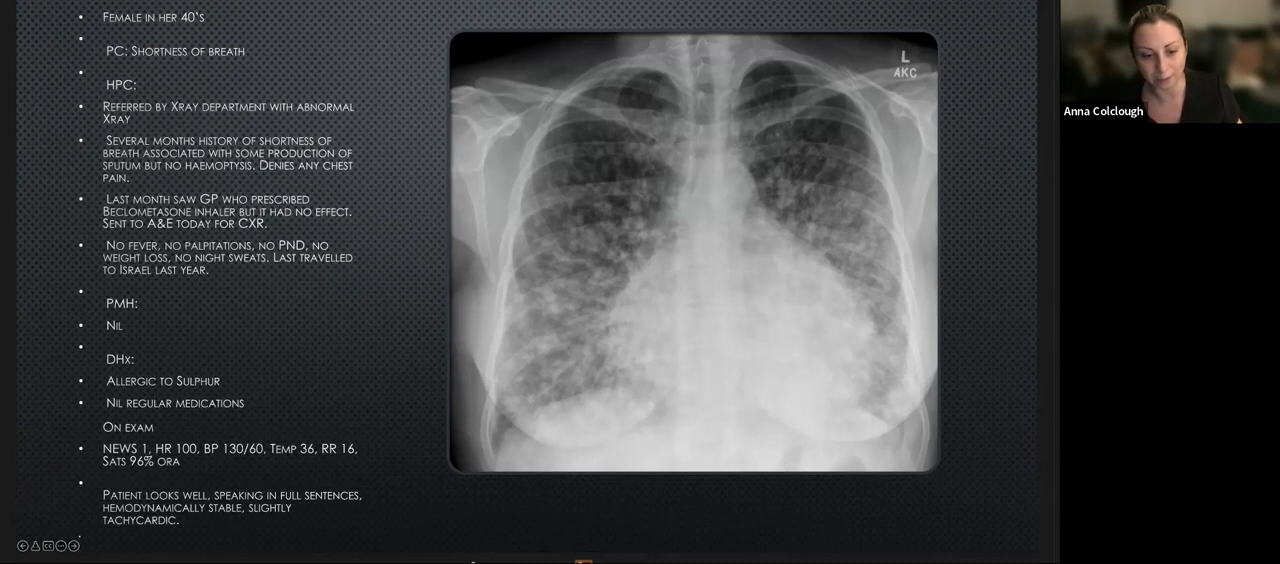 Female in her 40's
PC: Shortness of breath
HPC:
Referred by Xray department with abnormal
Xray
Several months history of shortness of
breath associated with some production of
sputum but no haemoptysis. Denies any chest
pain.
Last month saw GP who prescribed
Beclometasone inhaler but it had no effect.
Sent to A&E today for CXR.
No fever, no palpitations, no PND, no
weight loss, no night sweats. Last travelled
to Israel last year.
PMH:
Nil
DHx:
Allergic to Sulphur
Nil regular medications
On exam
NEWS 1, HR 100, BP 130/60, Temp 36, RR 16,
Sats 96% ora
Patient looks well, speaking in full sentences,
hemodynamically stable, slightly
tachycardic.
L
AKC
Anna Colclough